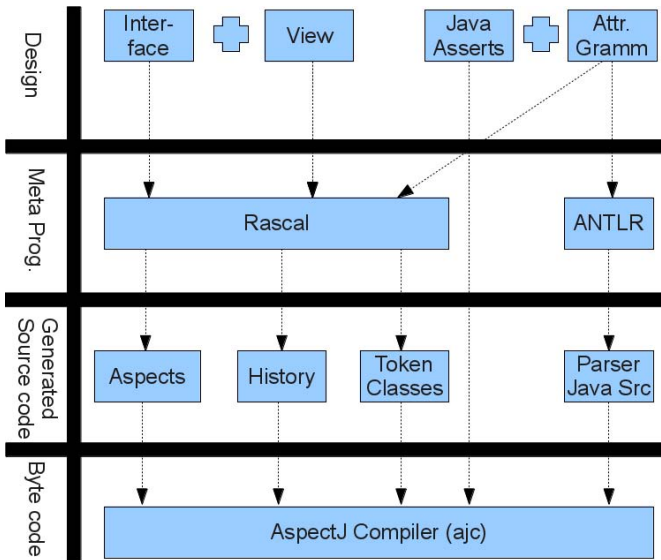 Design
Inter-
face
View
Java
Asserts
Attr.
Gramm
Meta Prog.
Rascal
ANTLR
Generated
Source code
Aspects
History
Token
Classes
Parser
Java Src
Byte code
AspectJ Compiler (ajc)